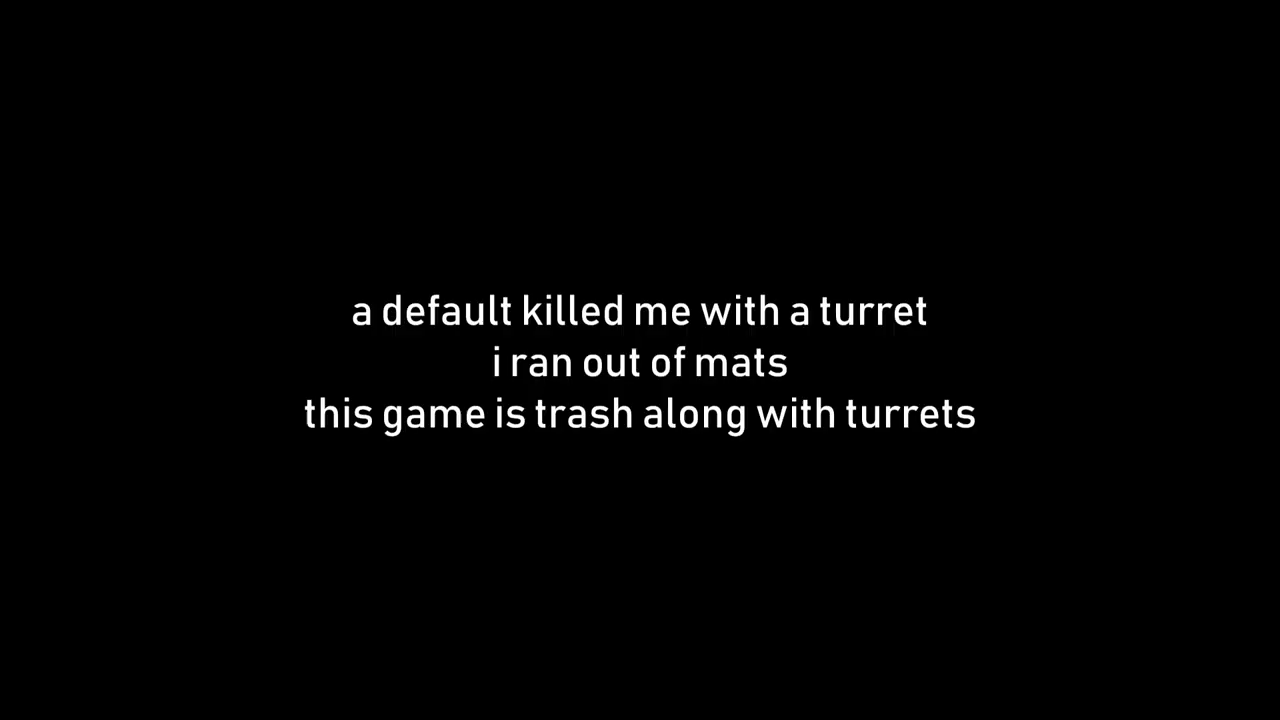 a default killed me with a turret
i ran out of mats
this game is trash along with turrets